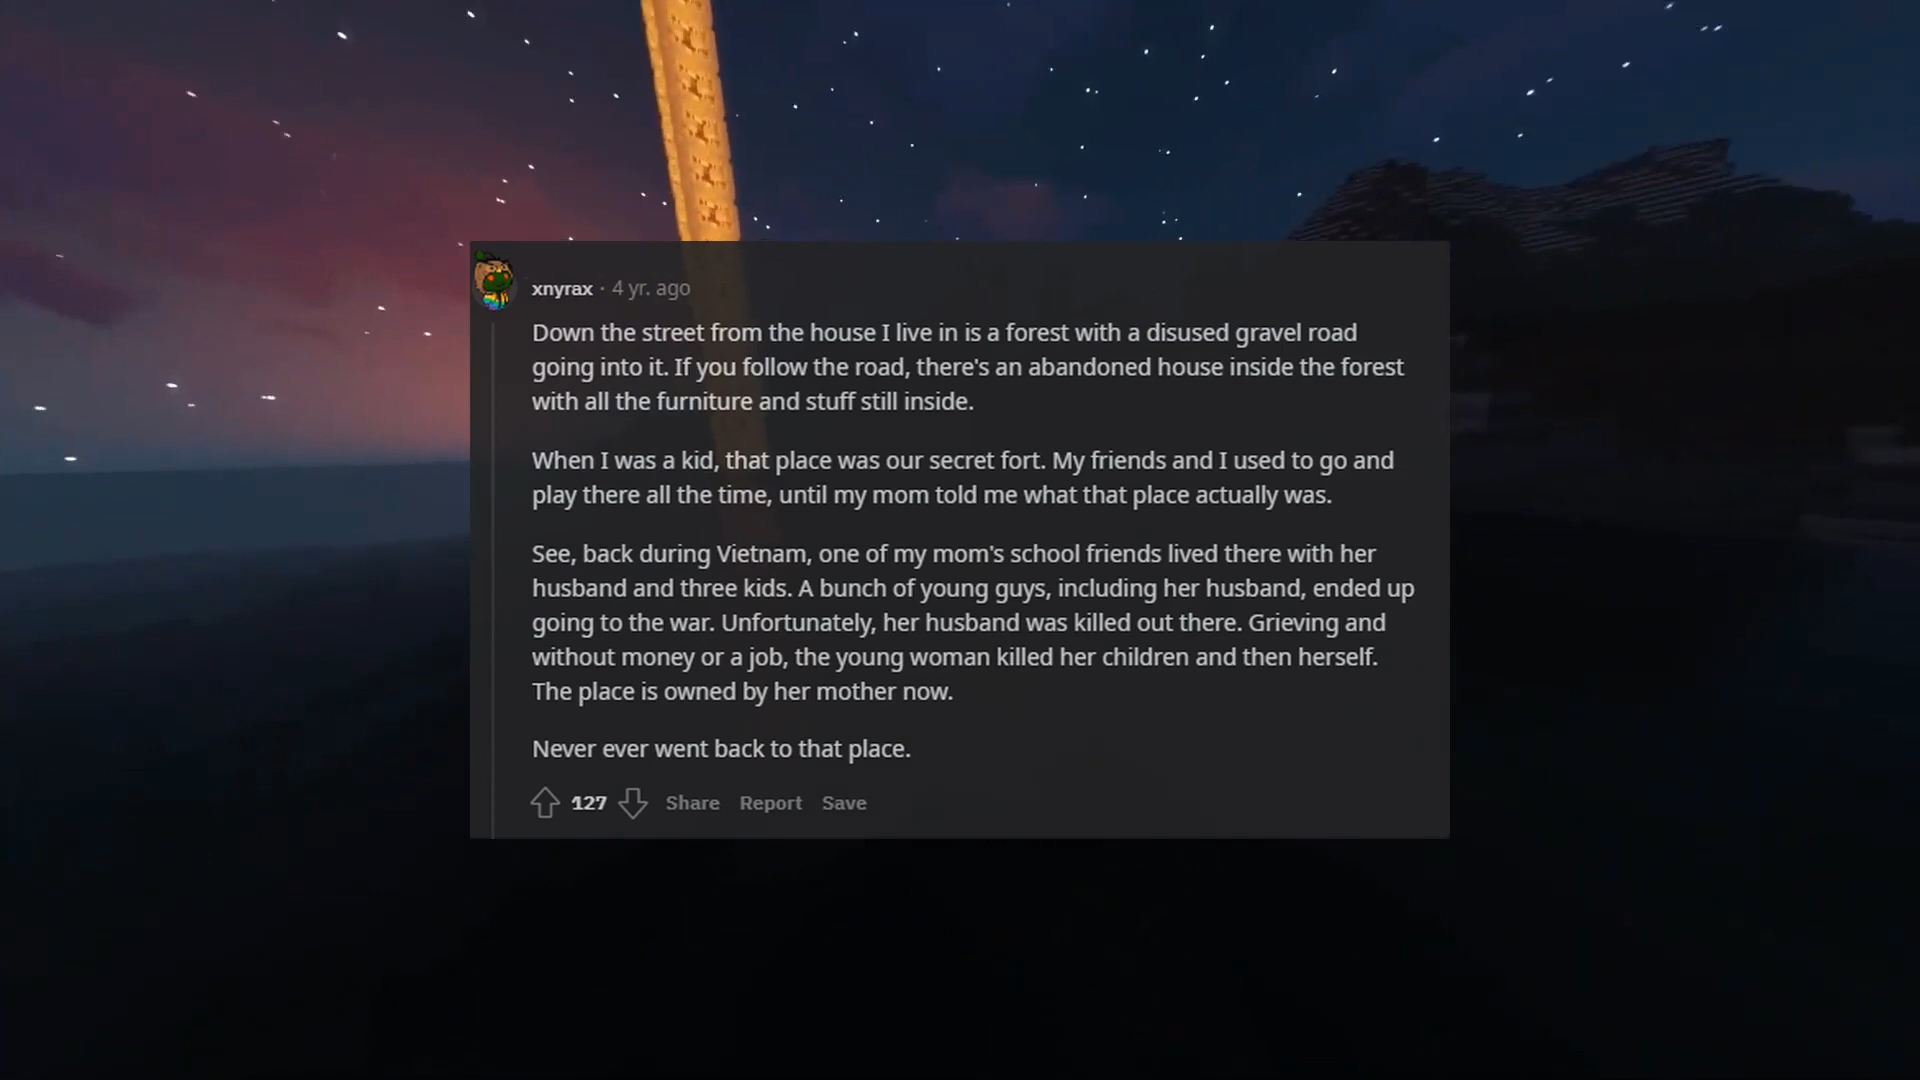 xnyrax · 4 yr. ago
Down the street from the house I live in is a forest with a disused gravel road
going into it. If you follow the road, there's an abandoned house inside the forest
with all the furniture and stuff still inside.
When I was a kid, that place was our secret fort. My friends and I used to go and
play there all the time, until my mom told me what that place actually was.
See, back during Vietnam, one of my mom's school friends lived there with her
husband and three kids. A bunch of young guys, including her husband, ended up
going to the war. Unfortunately, her husband was killed out there. Grieving and
without money or a job, the young woman killed her children and then herself.
The place is owned by her mother now.
Never ever went back to that place.
127 Share Report Save